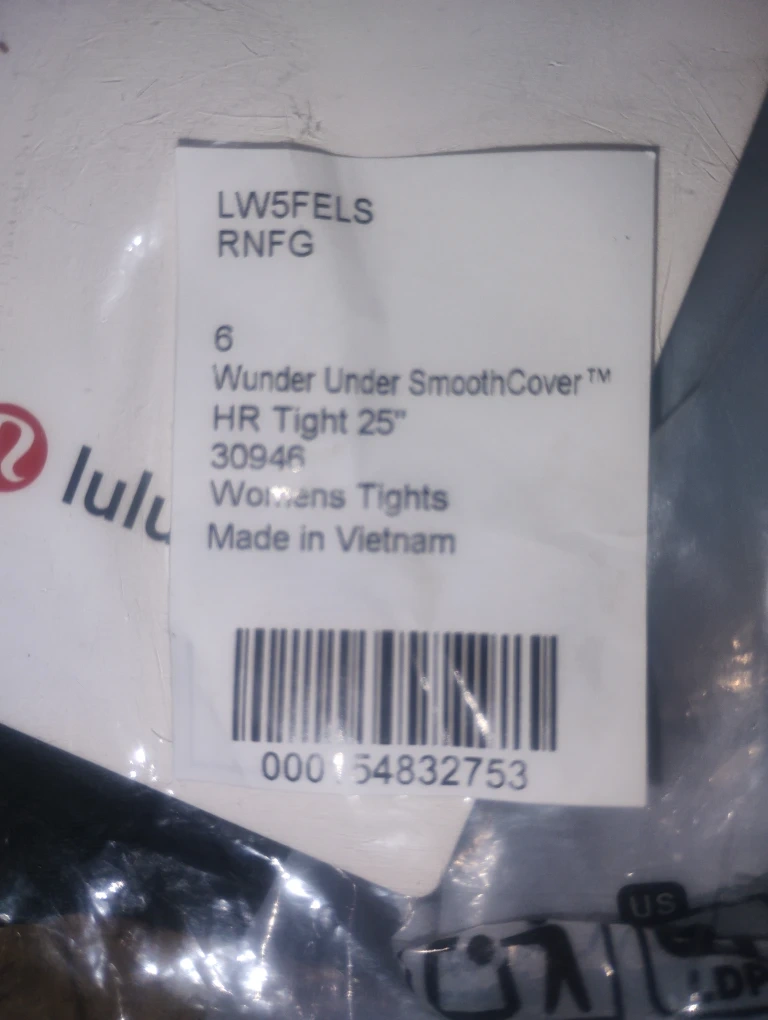 LW5FELS
RNFG
6
Wunder Under SmoothCover™
HR Tight 25"
30946
Womens Tights
Made in Vietnam
lulu
US